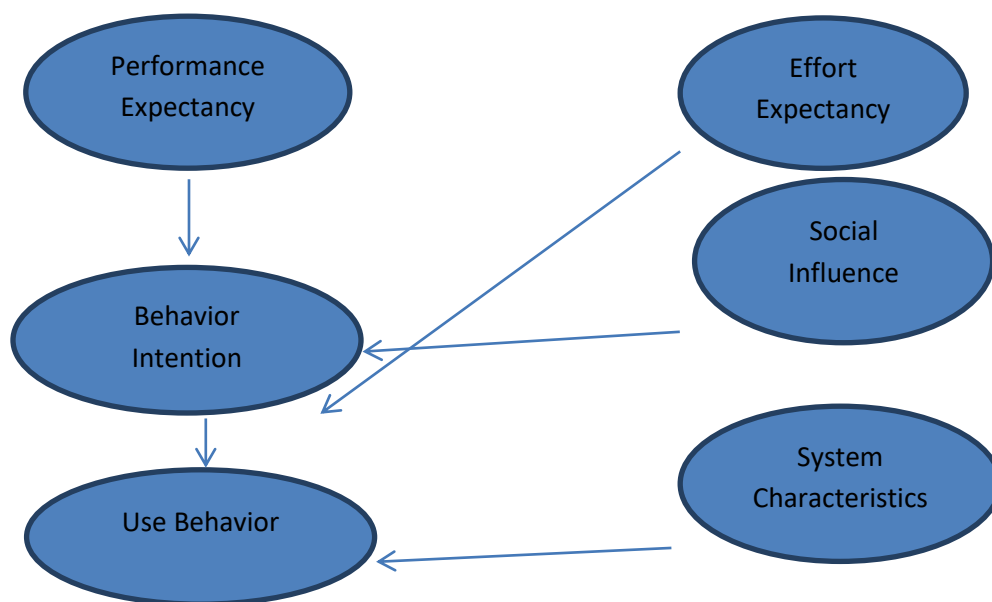 Performance
Expectancy
Effort
Expectancy
Social
Influence
Behavior
Intention
System
Characteristics
Use Behavior